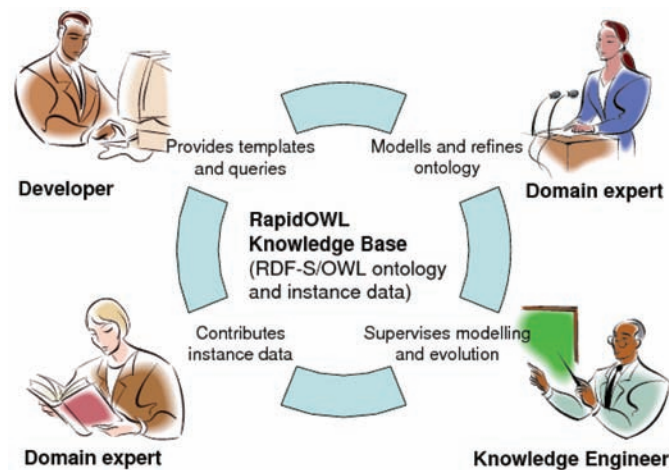 Provides templates
and queries
Modells and refines
ontology
Developer
Domain expert
RapidOWL
Knowledge Base
(RDF-S/OWL ontology
and instance data)
Contributes
instance data
Supervises modelling
and evolution
Domain expert
Knowledge Engineer